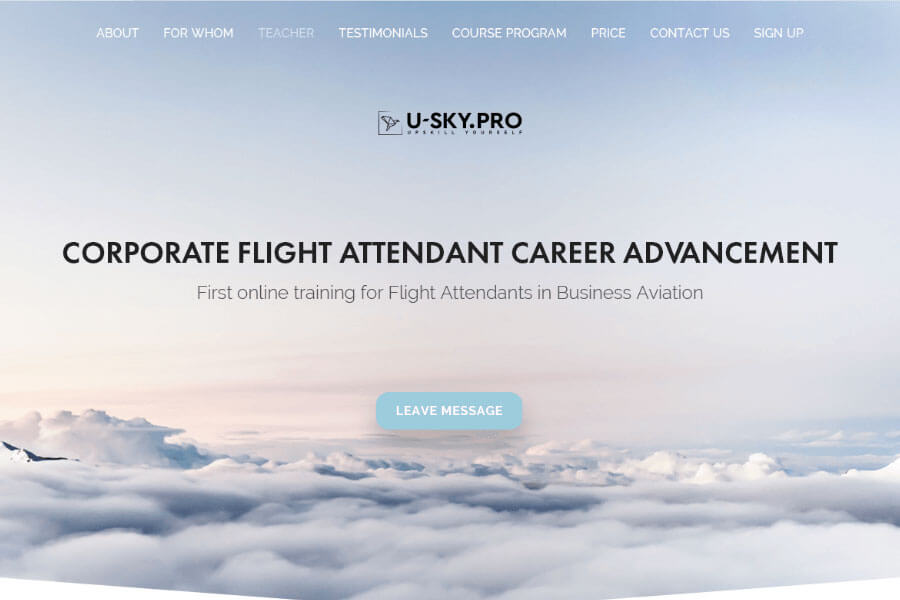 ABOUT FOR WHOM TEACHER TESTIMONIALS COURSE PROGRAM PRICE CONTACT US SIGN UP
U-SKY.PRO
UPSKILL YOURSELF
CORPORATE FLIGHT ATTENDANT CAREER ADVANCEMENT
First online training for Flight Attendants in Business Aviation
LEAVE MESSAGE